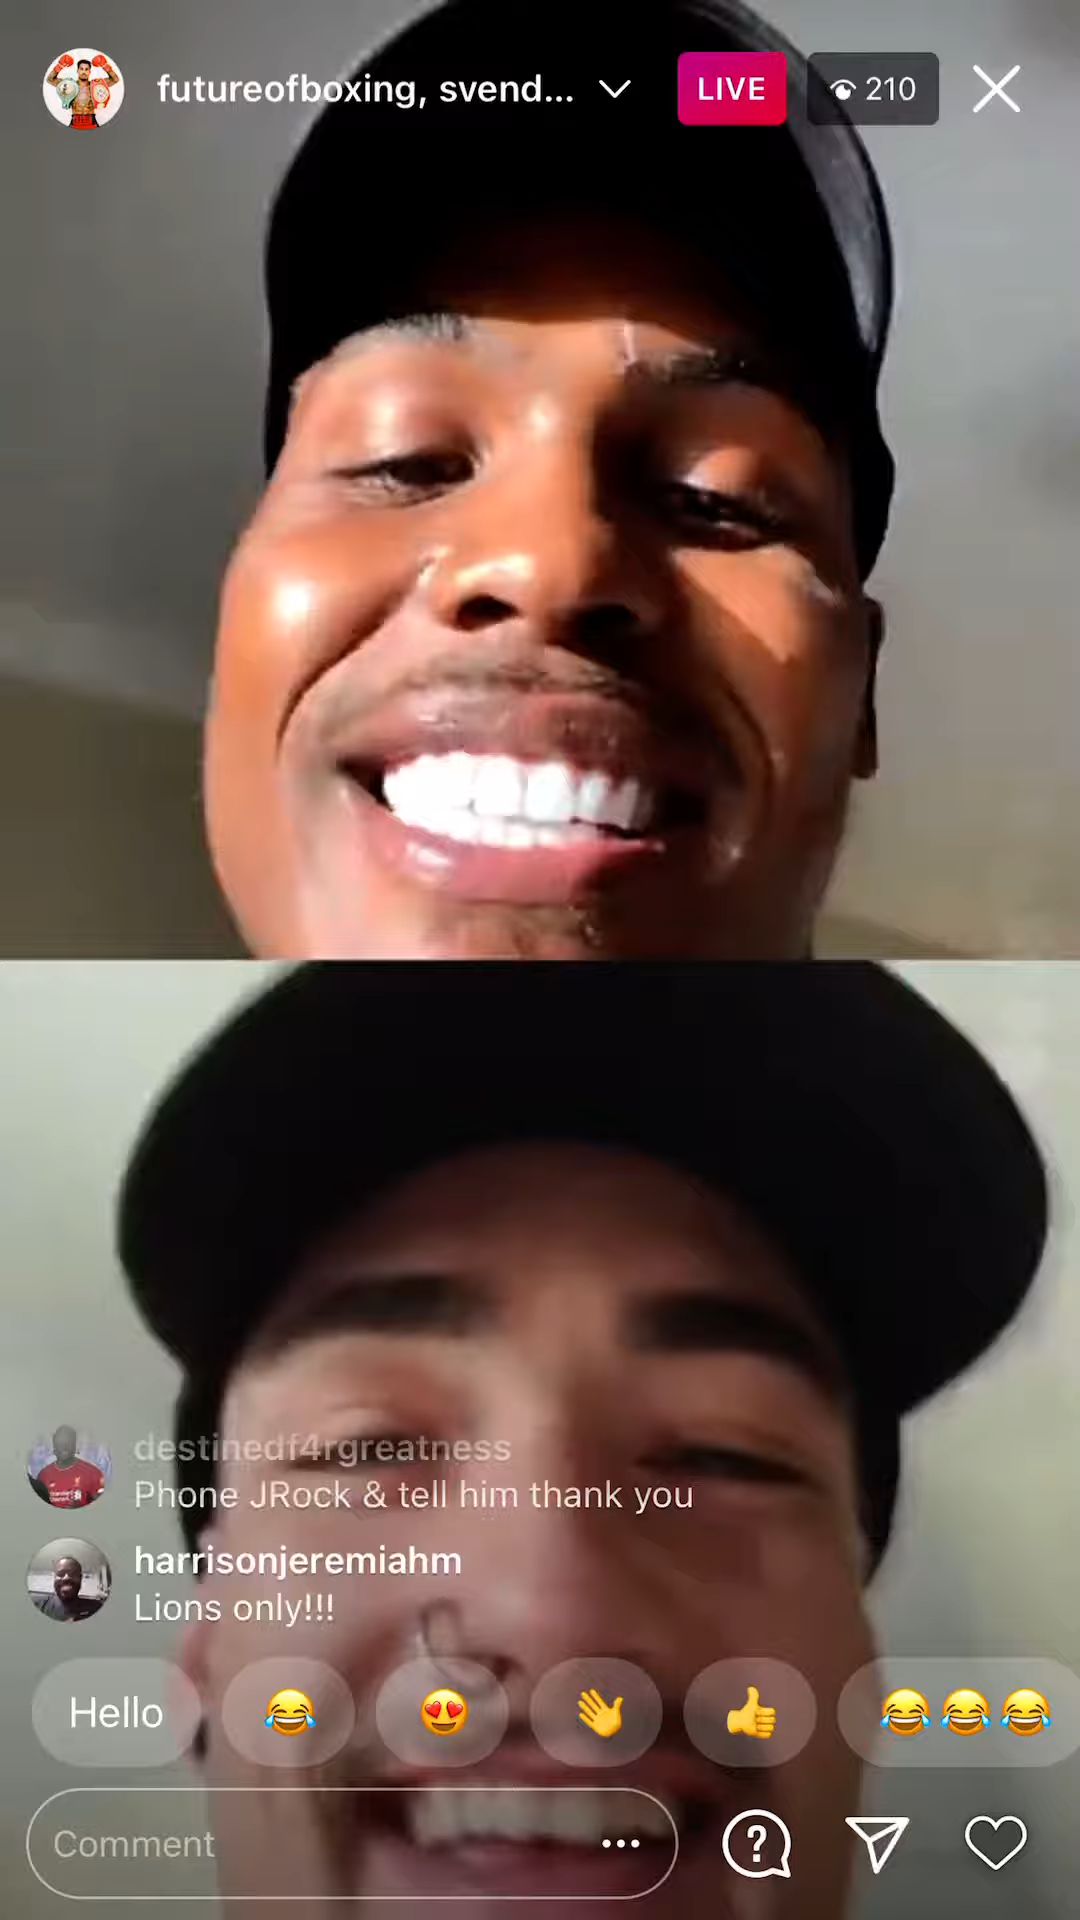 futureofboxing, svend...
LIVE
210
destinedf4rgreatness
Phone JRock & tell him thank you
harrisonjeremiahm
Lions only!!!
Hello
Comment